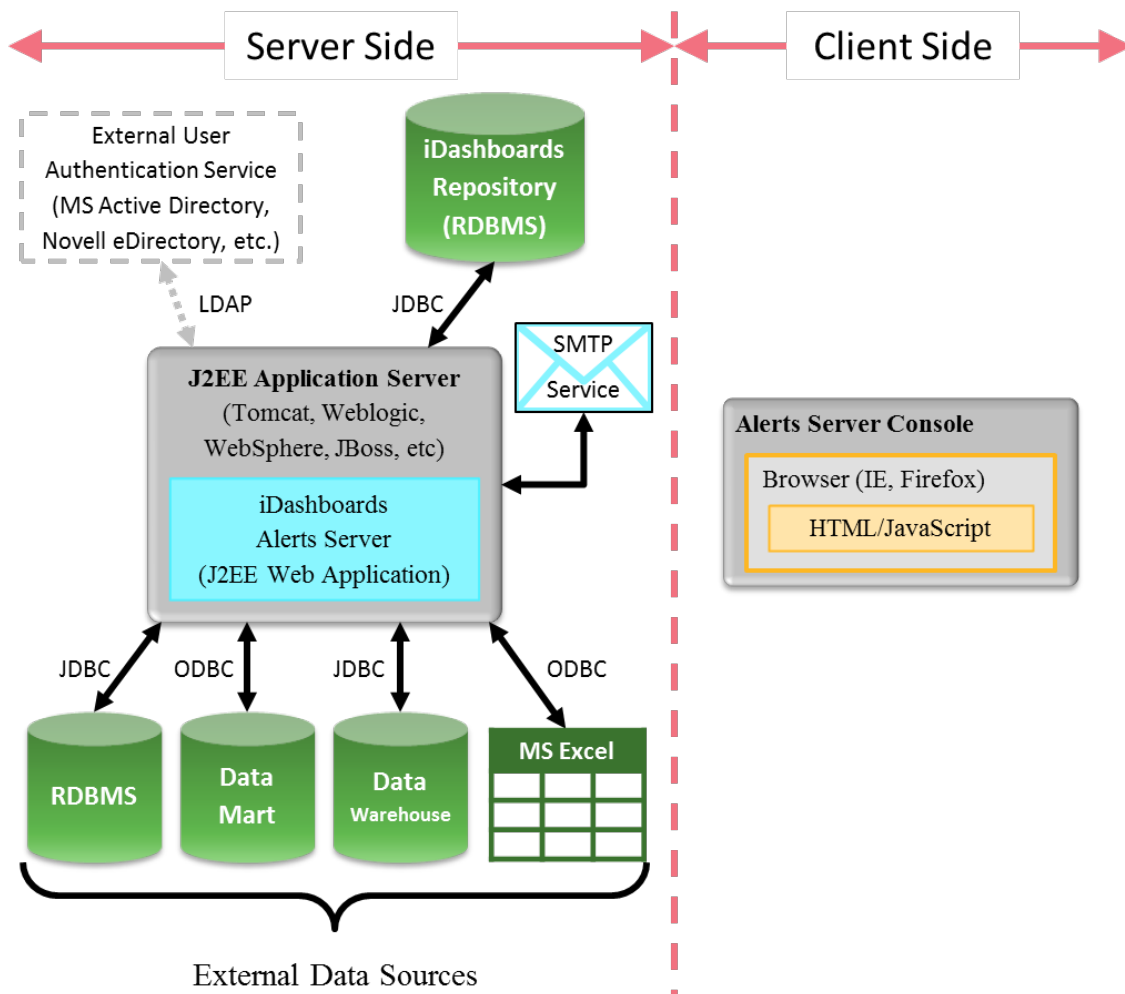 Server Side
Client Side
External User
Authentication Service
(MS Active Directory,
Novell eDirectory, etc.)
iDashboards
Repository
(RDBMS)
LDAP
JDBC
SMTP
Service
J2EE Application Server
(Tomcat, Weblogic,
WebSphere, JBoss, etc)
iDashboards
Alerts Server
(J2EE Web Application)
Alerts Server Console
Browser (IE, Firefox)
HTML/JavaScript
JDBC
ODBC
JDBC
ODBC
RDBMS
Data
Mart
Data
Warehouse
MS Excel
External Data Sources